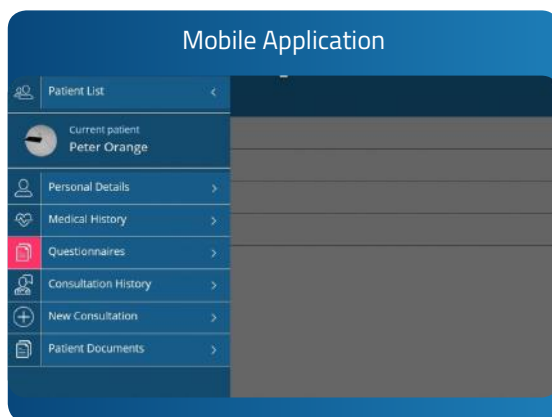 Mobile Application
Patient List
Current patient
Peter Orange
Personal Details
Medical History
Questionnaires
Consultation History
New Consultation
Patient Documents